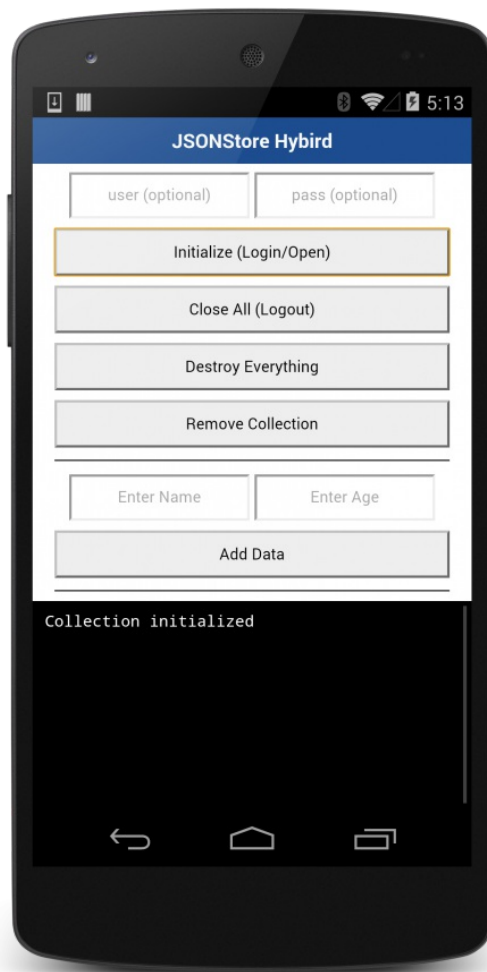 5:13
JSONStore Hybird
user (optional) pass (optional)
Initialize (Login/Open)
Close All (Logout)
Destroy Everything
Remove Collection
Enter Name Enter Age
Add Data
Collection initialized